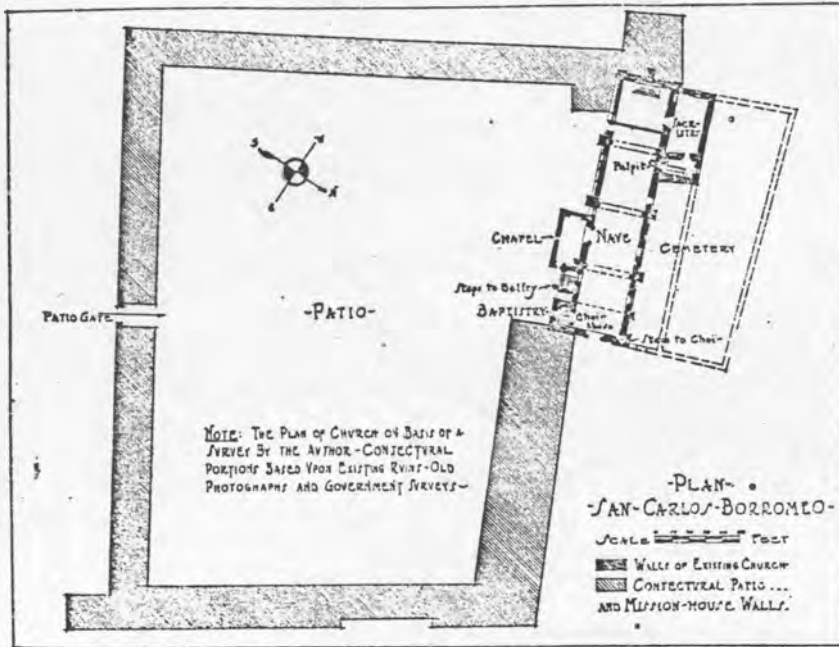 SACR-
ISTY
Pulpit
CHAPEL
NAVE
CEMETERY
Steps to Belfry
BAPTISTRY
Choir
Above
Steps to Choir
PATIO GATE
-PATIO-
S
N
NOTE: THE PLAN OF CHURCH ON BASIS OF A
SURVEY BY THE AUTHOR-CONJECTURAL
PORTIONS BASED UPON EXISTING RUINS-OLD
PHOTOGRAPHS AND GOVERNMENT SURVEYS-
-PLAN-
-SAN-CARLOS-BORROMEO-
SCALE FEET
WALLS OF EXISTING CHURCH
CONJECTURAL PATIO ...
AND MISSION-HOUSE WALLS.